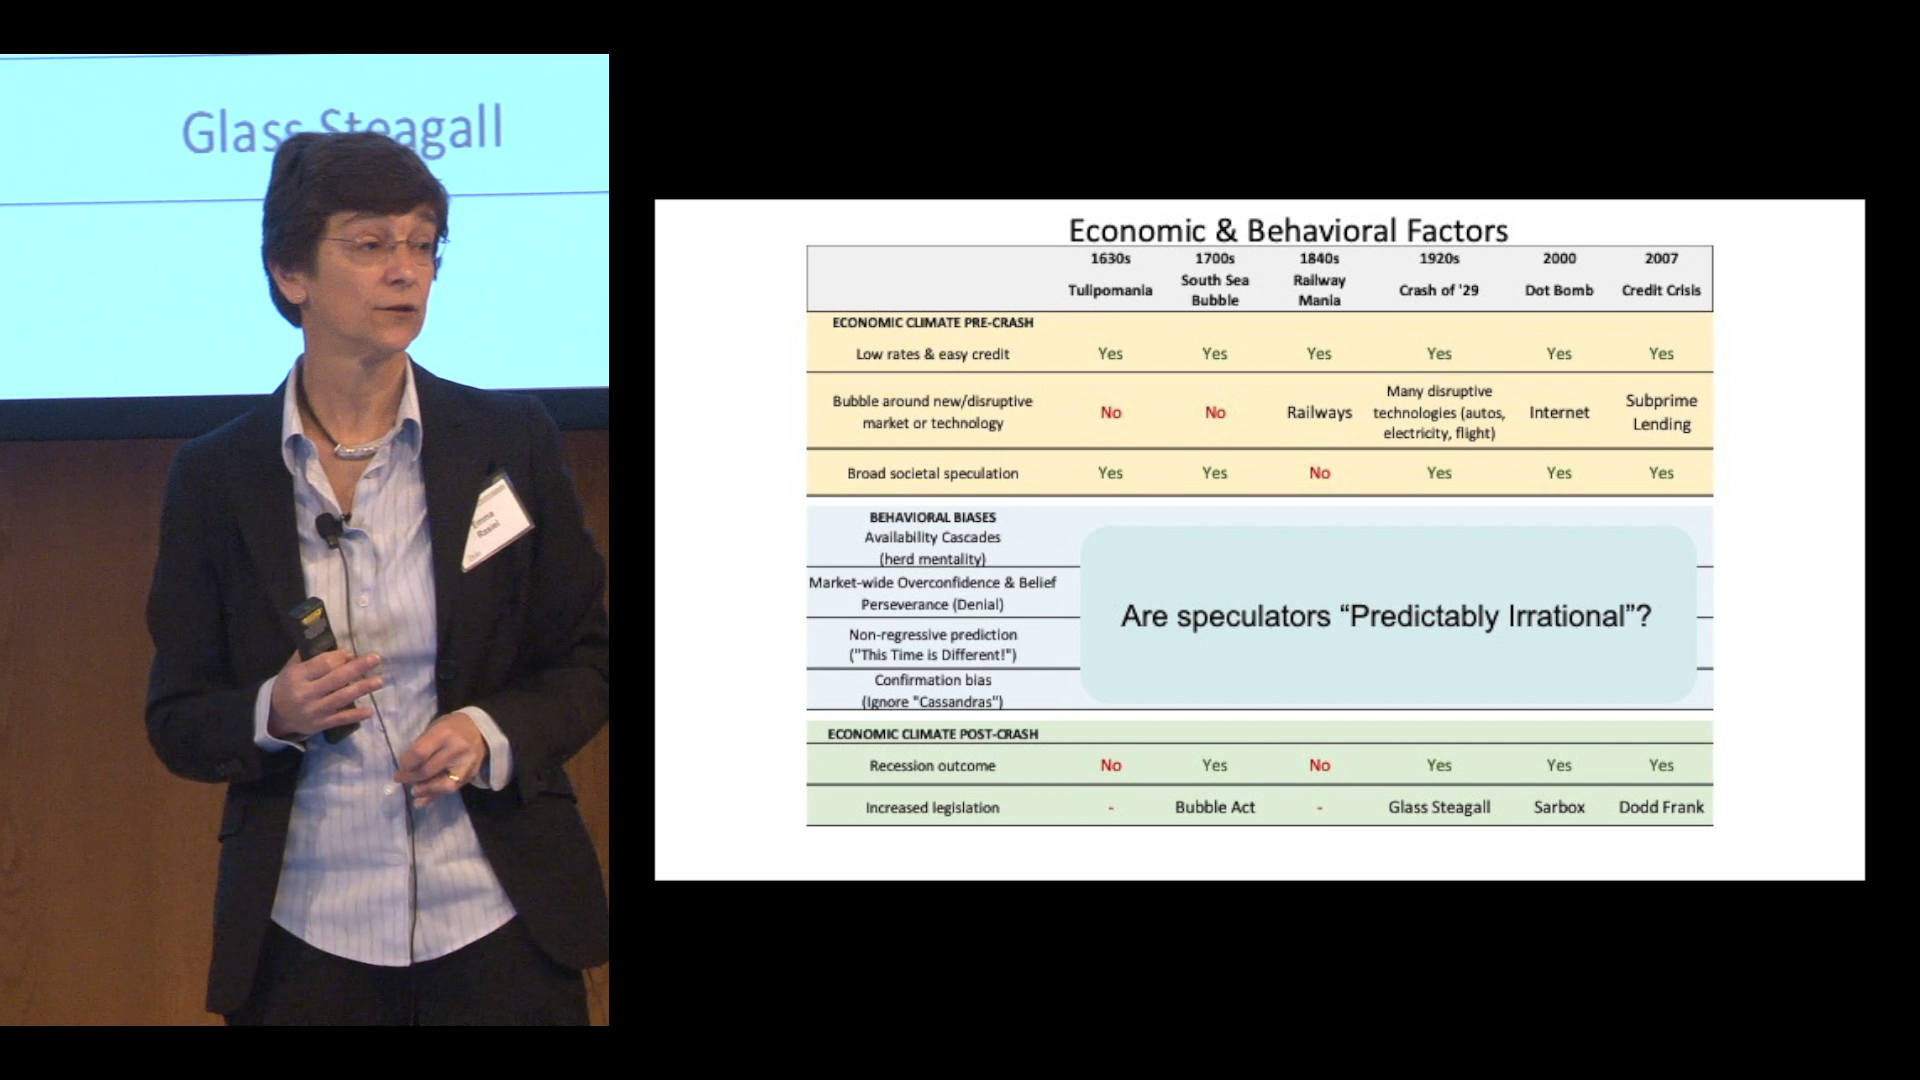 Glass Steagall
Emma
Rasiel
Economic & Behavioral Factors
1630s 1700s 1840s 1920s 2000 2007
Tulipomania South Sea Bubble Railway Mania Crash of '29 Dot Bomb Credit Crisis
ECONOMIC CLIMATE PRE-CRASH
Low rates & easy credit Yes Yes Yes Yes Yes Yes
Bubble around new/disruptive market or technology No No Railways Many disruptive technologies (autos, electricity, flight) Internet Subprime Lending
Broad societal speculation Yes Yes No Yes Yes Yes
BEHAVIORAL BIASES
Availability Cascades
(herd mentality)
Market-wide Overconfidence & Belief
Perseverance (Denial)
Non-regressive prediction
("This Time is Different!")
Confirmation bias
(Ignore "Cassandras")
Are speculators “Predictably Irrational”?
ECONOMIC CLIMATE POST-CRASH
Recession outcome No Yes No Yes Yes Yes
Increased legislation - Bubble Act - Glass Steagall Sarbox Dodd Frank